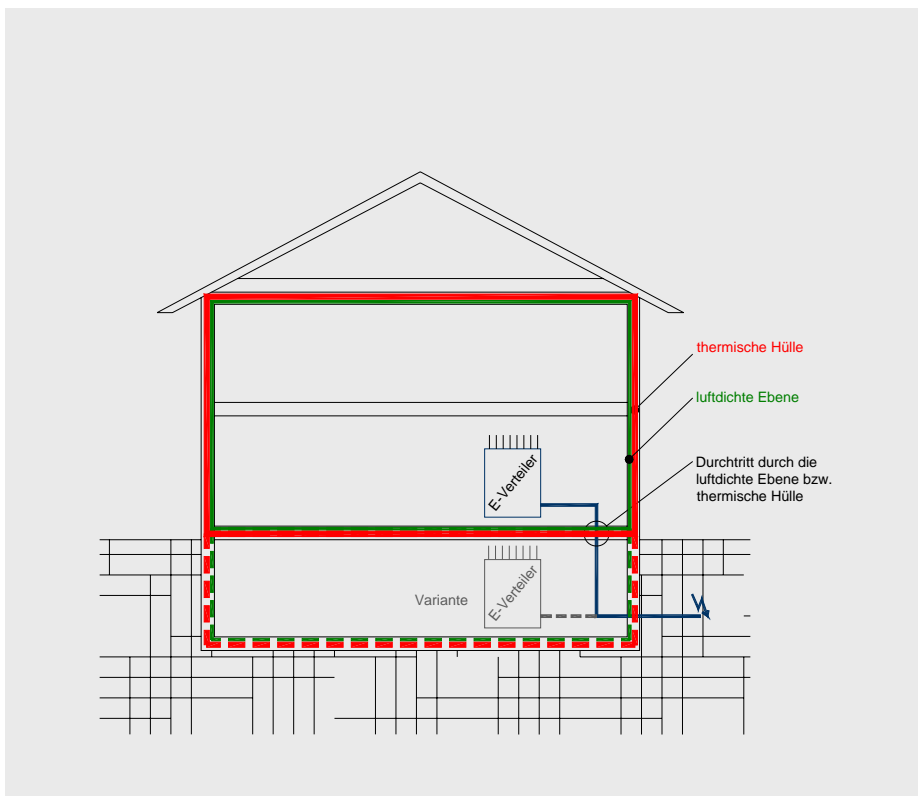 thermische Hülle
luftdichte Ebene
Durchtritt durch die
luftdichte Ebene bzw.
thermische Hülle
E-Verteiler
Variante
E-Verteiler